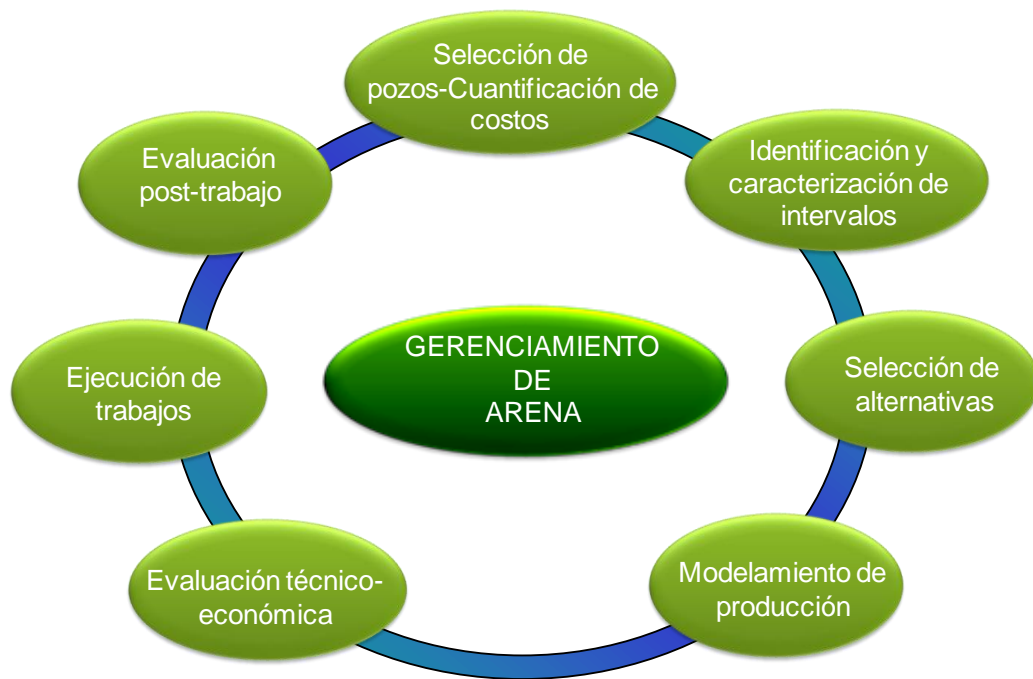 Selección de
pozos-Cuantificación de
costos
Identificación y
caracterización de
intervalos
Selección de
alternativas
Modelamiento de
producción
Evaluación técnico-
económica
Ejecución de
trabajos
Evaluación
post-trabajo
GERENCIAMIENTO
DE
ARENA